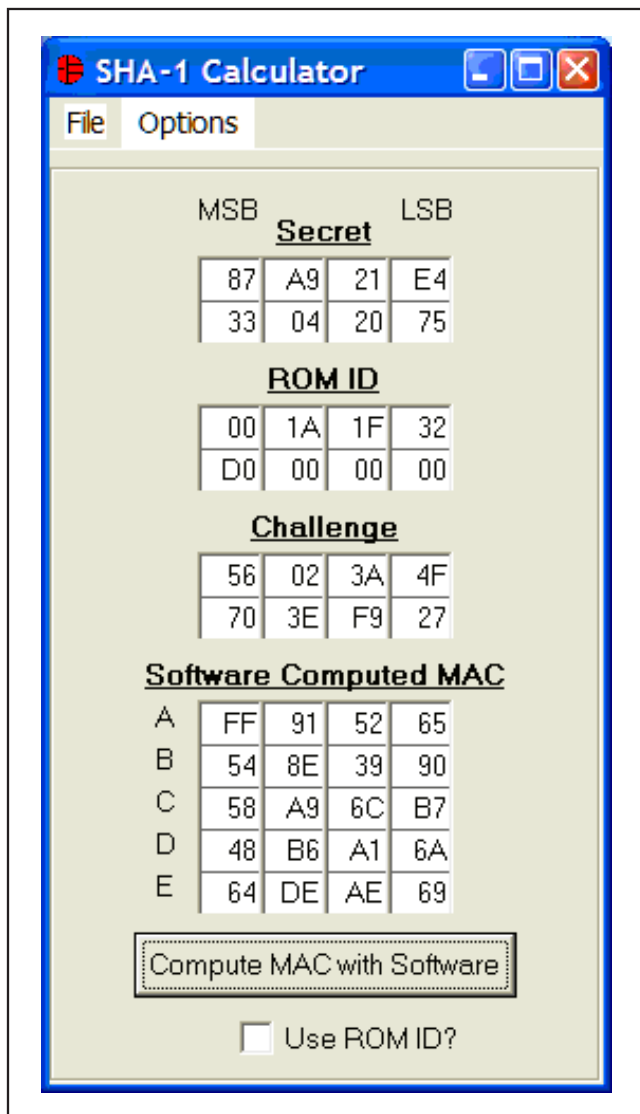 SHA-1 Calculator
File Options
MSB LSB
Secret
87 A9 21 E4
33 04 20 75
ROM ID
00 1A 1F 32
D0 00 00 00
Challenge
56 02 3A 4F
70 3E F9 27
Software Computed MAC
A FF 91 52 65
B 54 8E 39 90
C 58 A9 6C B7
D 48 B6 A1 6A
E 64 DE AE 69
Compute MAC with Software
Use ROM ID?